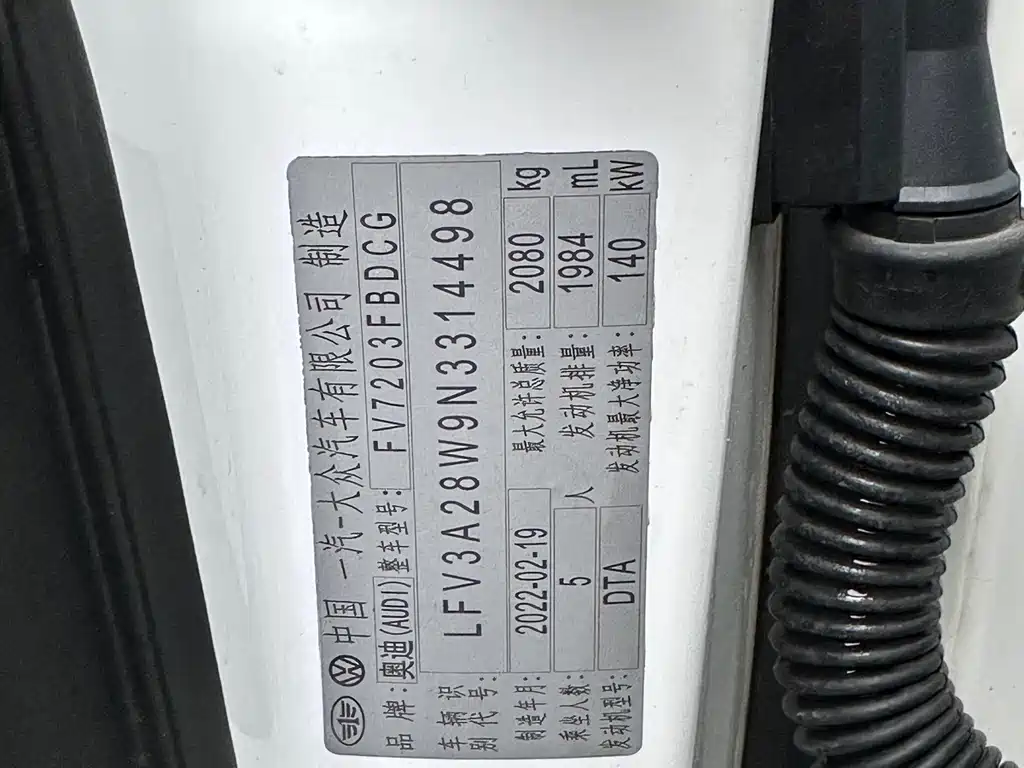 中国 一汽-大众汽车有限公司 制造
品 牌: 奥迪(AUDI) 整车型号: FV7203FBDCG
车辆识别代号: LFV3A28W9N3314498
制造年月: 2022-02-19 最大允许总质量: 2080 kg
乘坐人数: 5 人 发动机排量: 1984 mL
发动机型号: DTA 发动机最大净功率: 140 kW